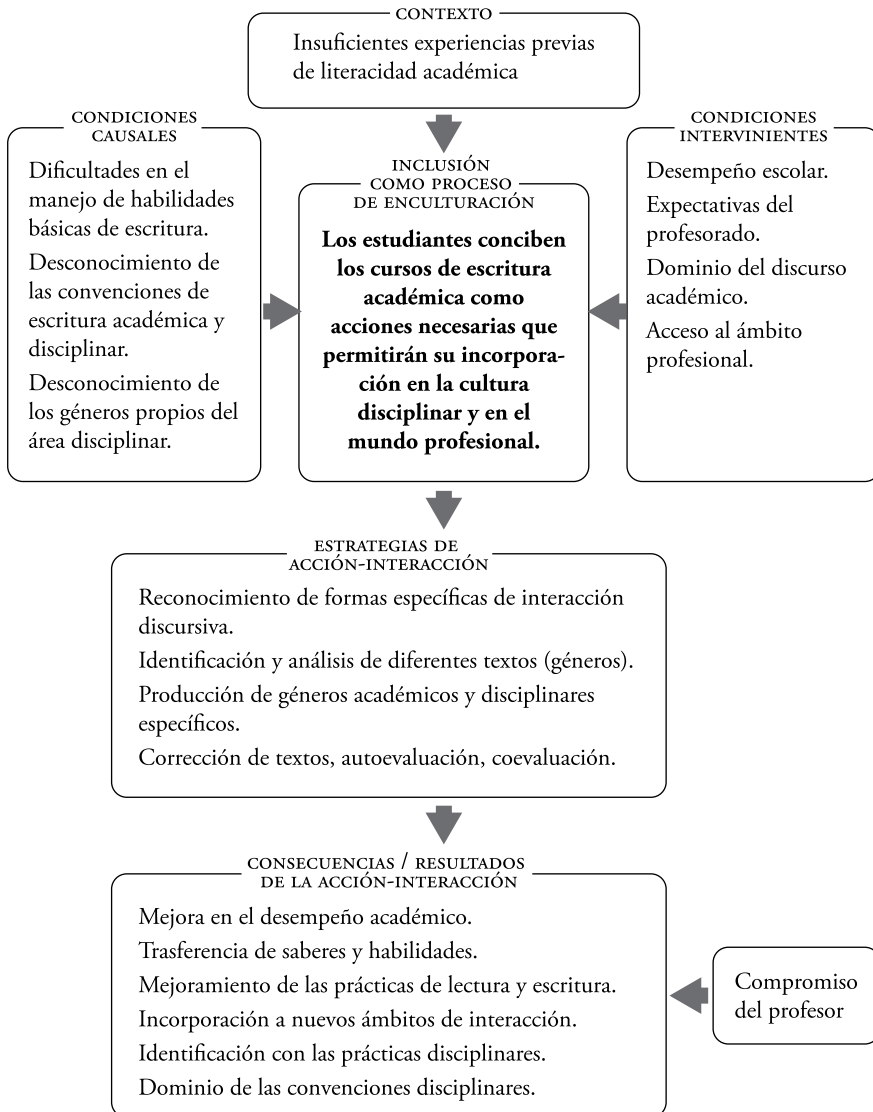 CONTEXTO
Insuficientes experiencias previas
de literacidad académica
CONDICIONES
CAUSALES
Dificultades en el
manejo de habilidades
básicas de escritura.
Desconocimiento de
las convenciones de
escritura académica y
disciplinar.
Desconocimiento de
los géneros propios del
área disciplinar.
INCLUSIÓN
COMO PROCESO
DE ENCULTURACIÓN
Los estudiantes conciben
los cursos de escritura
académica como
acciones necesarias que
permitirán su incorpora-
ción en la cultura
disciplinar y en el
mundo profesional.
CONDICIONES
INTERVINIENTES
Desempeño escolar.
Expectativas del
profesorado.
Dominio del discurso
académico.
Acceso al ámbito
profesional.
ESTRATEGIAS DE
ACCIÓN-INTERACCIÓN
Reconocimiento de formas específicas de interacción
discursiva.
Identificación y análisis de diferentes textos (géneros).
Producción de géneros académicos y disciplinares
específicos.
Corrección de textos, autoevaluación, coevaluación.
CONSECUENCIAS / RESULTADOS
DE LA ACCIÓN-INTERACCIÓN
Mejora en el desempeño académico.
Trasferencia de saberes y habilidades.
Mejoramiento de las prácticas de lectura y escritura.
Incorporación a nuevos ámbitos de interacción.
Identificación con las prácticas disciplinares.
Dominio de las convenciones disciplinares.
Compromiso
del profesor